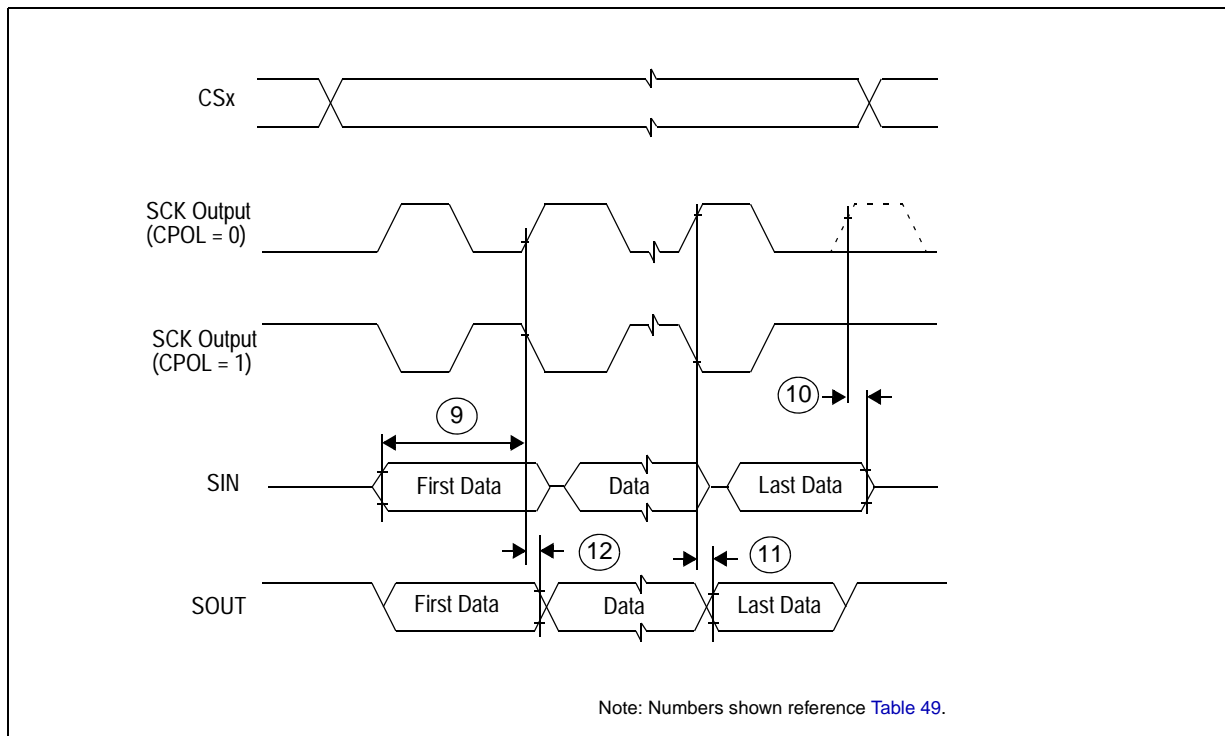 CSx
SCK Output
(CPOL = 0)
SCK Output
(CPOL = 1)
10
9
SIN
First Data
Data
Last Data
12
11
SOUT
First Data
Data
Last Data
Note: Numbers shown reference Table 49.